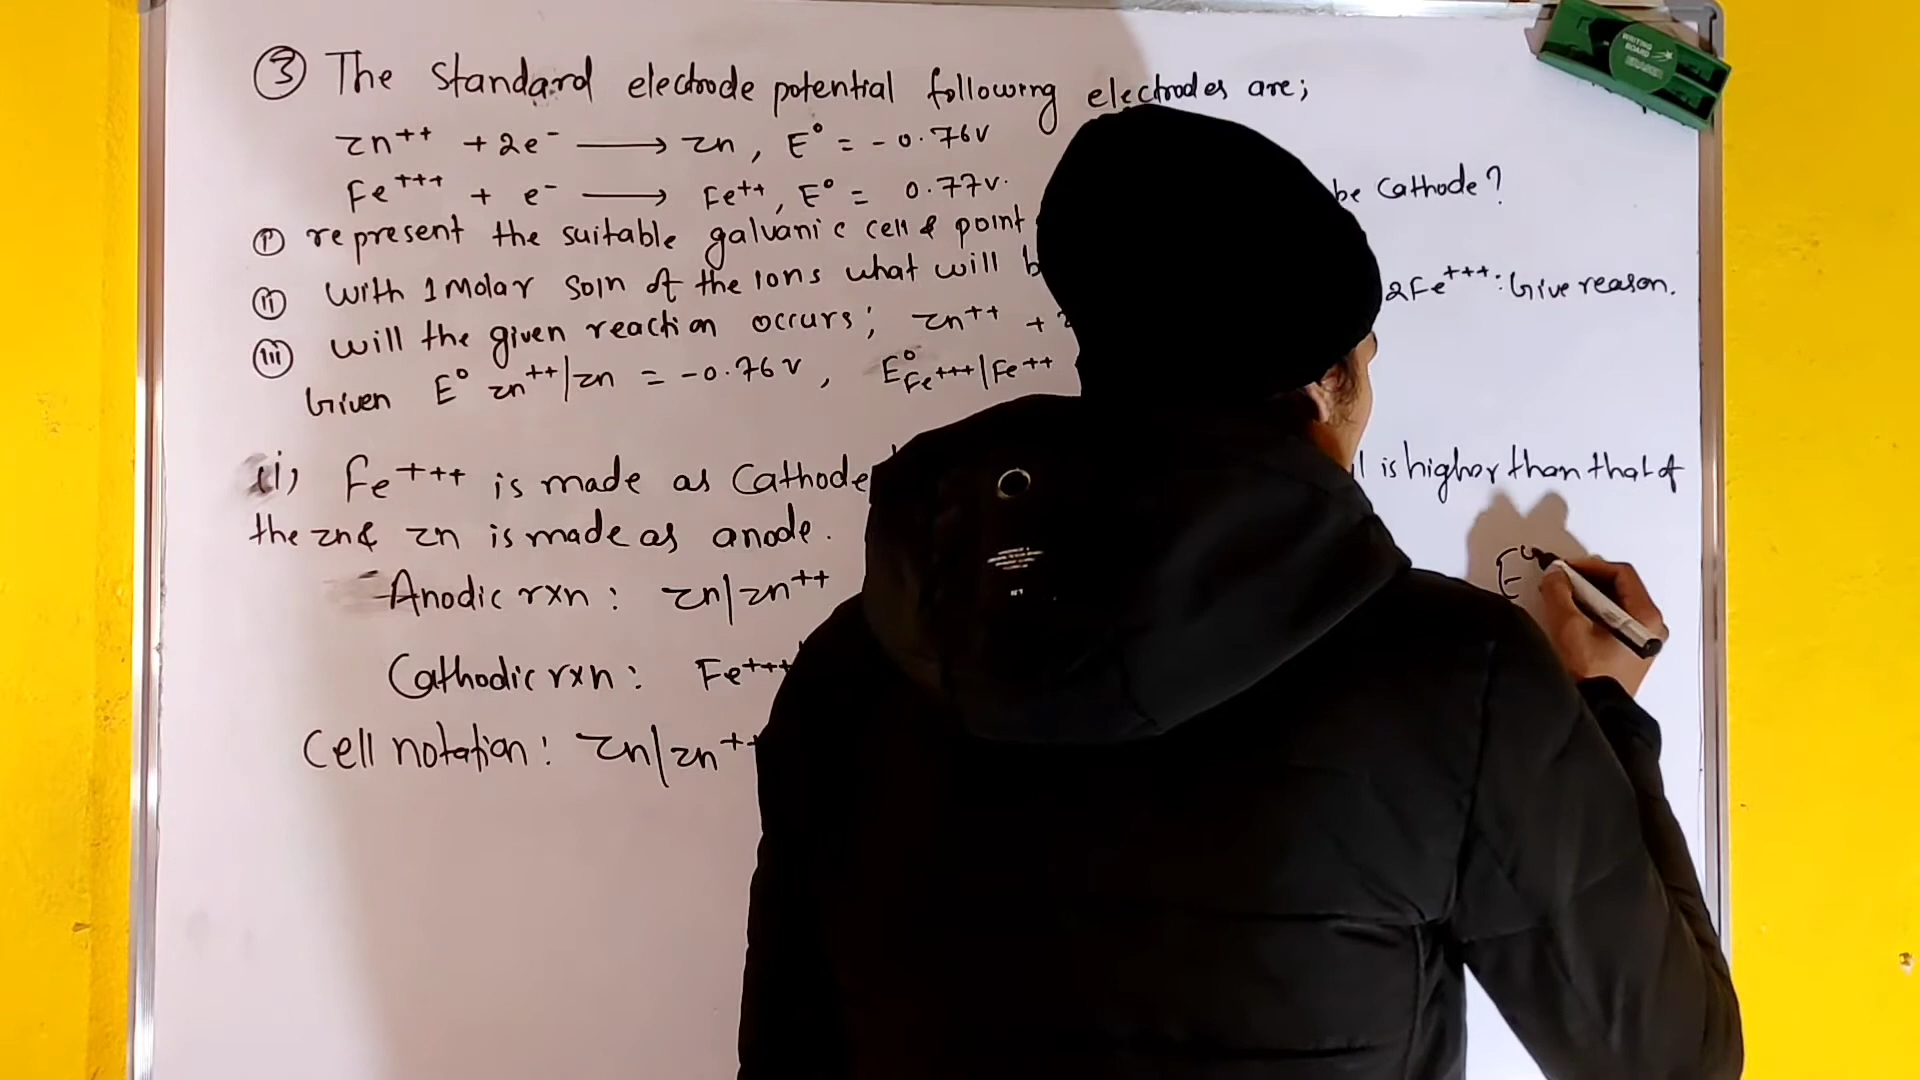 ③ The standard electrode potential following electrodes are;
zn++ + 2e- ⟶ zn, E° = -0.76v
Fe+++ + e- ⟶ Fe++, E° = 0.77v.
(i) represent the suitable galvanic cell & point be Cathode?
(ii) with 1 Molar soln of the ions what will
(iii) will the given reaction occurs; zn++ + 2Fe+++: Give reason.
Given E° zn++/zn = -0.76v, E°Fe+++/Fe++
(i) Fe+++ is made as Cathode is higher than that of
the zn & zn is made as anode.
Anodic rxn: zn/zn++
Cathodic rxn: Fe+++
Cell notation: zn/zn++
WRITING BOARD